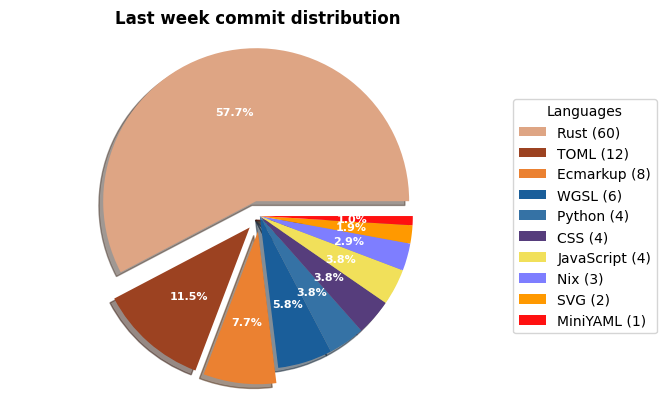 Last week commit distribution
57.7%
11.5%
7.7%
5.8%
3.8%
3.8%
3.8%
2.9%
1.9%
1.0%
Languages
Rust (60)
TOML (12)
Ecmarkup (8)
WGSL (6)
Python (4)
CSS (4)
JavaScript (4)
Nix (3)
SVG (2)
MiniYAML (1)